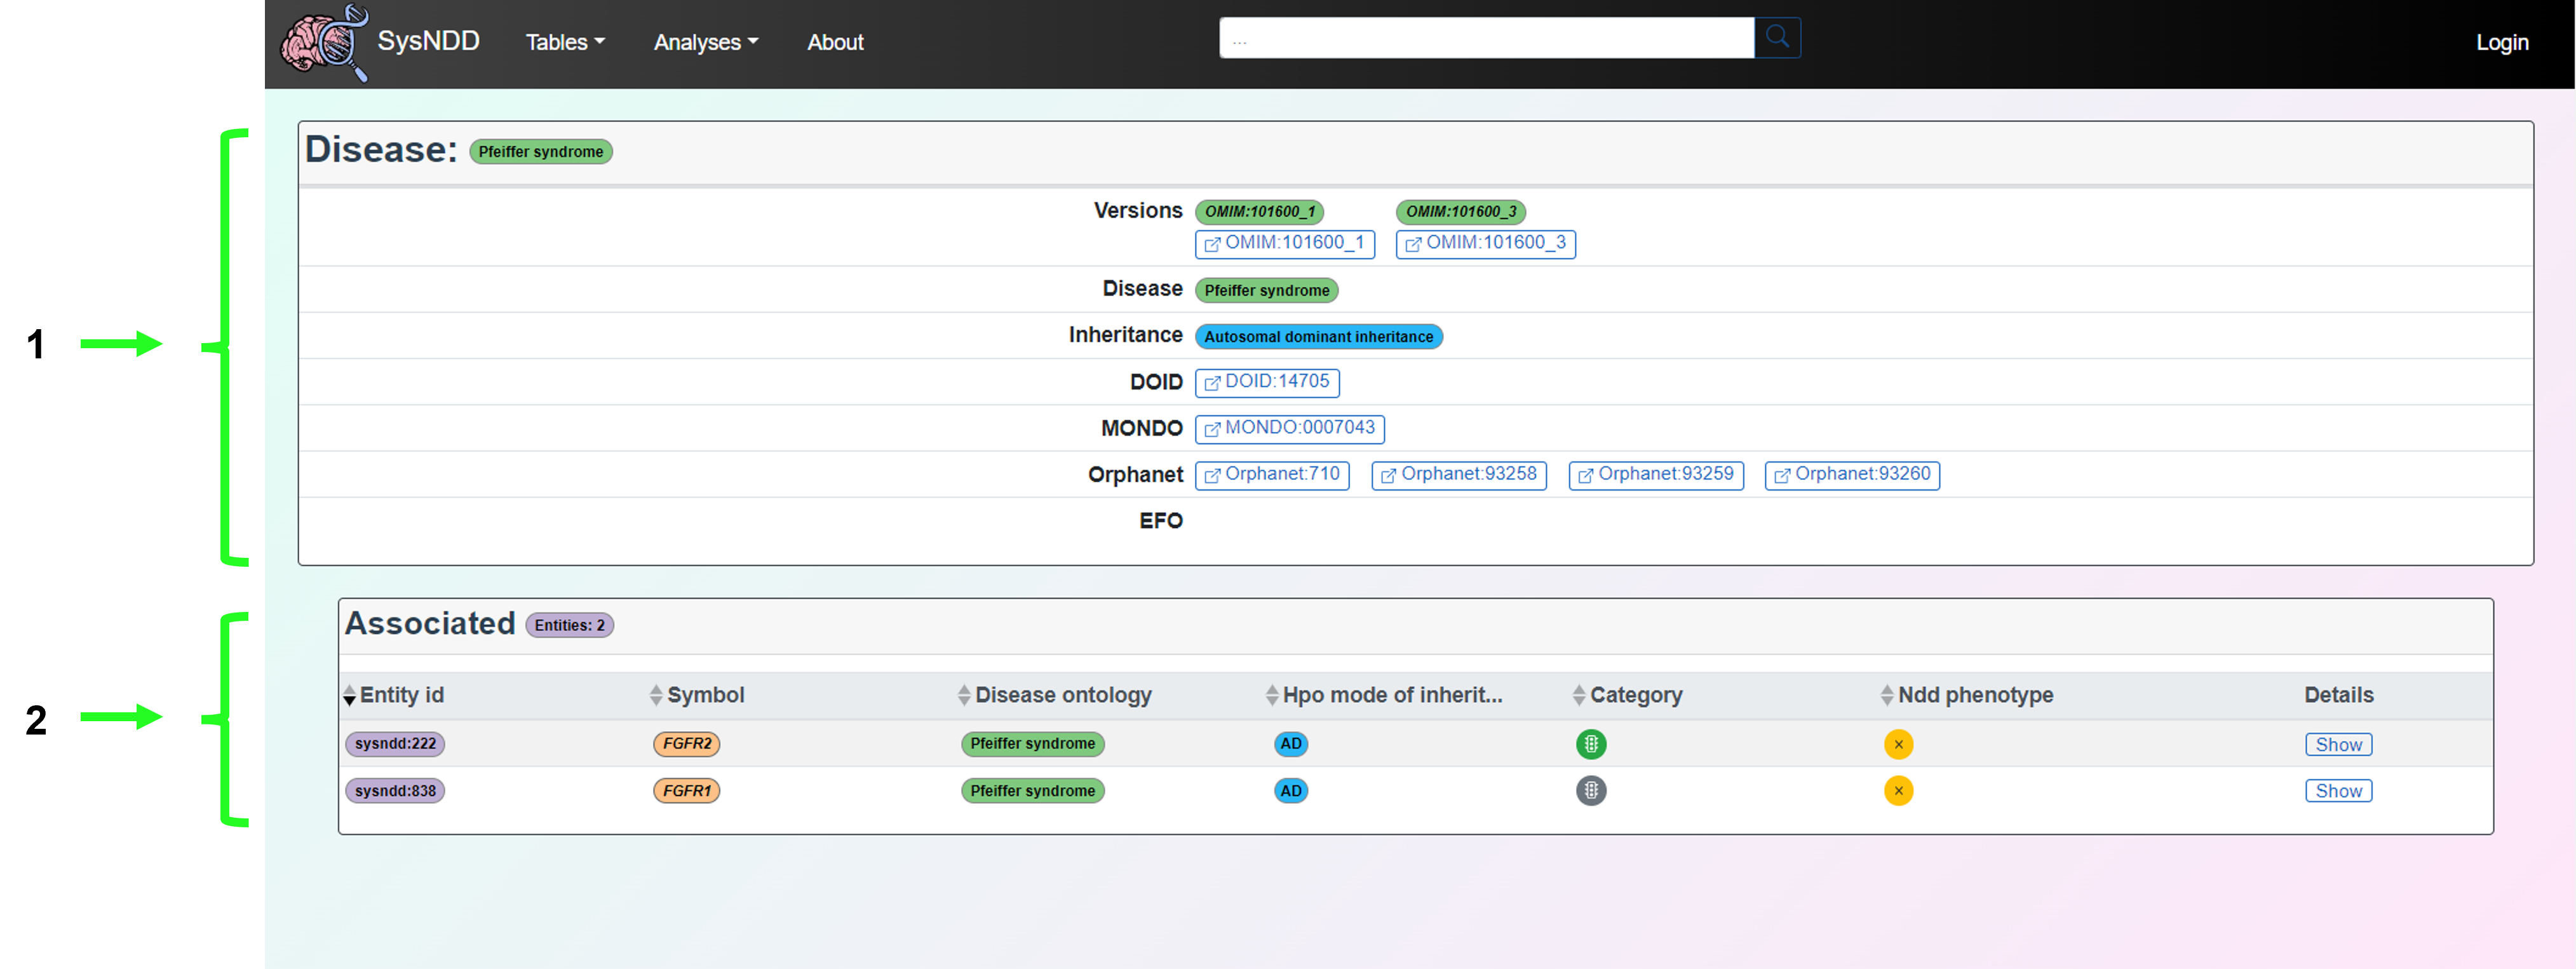 SysNDD Tables Analyses About ... Login
Disease: Pfeiffer syndrome
Versions OMIM:101600_1 OMIM:101600_3
OMIM:101600_1 OMIM:101600_3
Disease Pfeiffer syndrome
Inheritance Autosomal dominant inheritance
1
DOID DOID:14705
MONDO MONDO:0007043
Orphanet Orphanet:710 Orphanet:93258 Orphanet:93259 Orphanet:93260
EFO
Associated Entities: 2
Entity id Symbol Disease ontology Hpo mode of inherit... Category Ndd phenotype Details
2
sysndd:222 FGFR2 Pfeiffer syndrome AD Show
sysndd:838 FGFR1 Pfeiffer syndrome AD Show